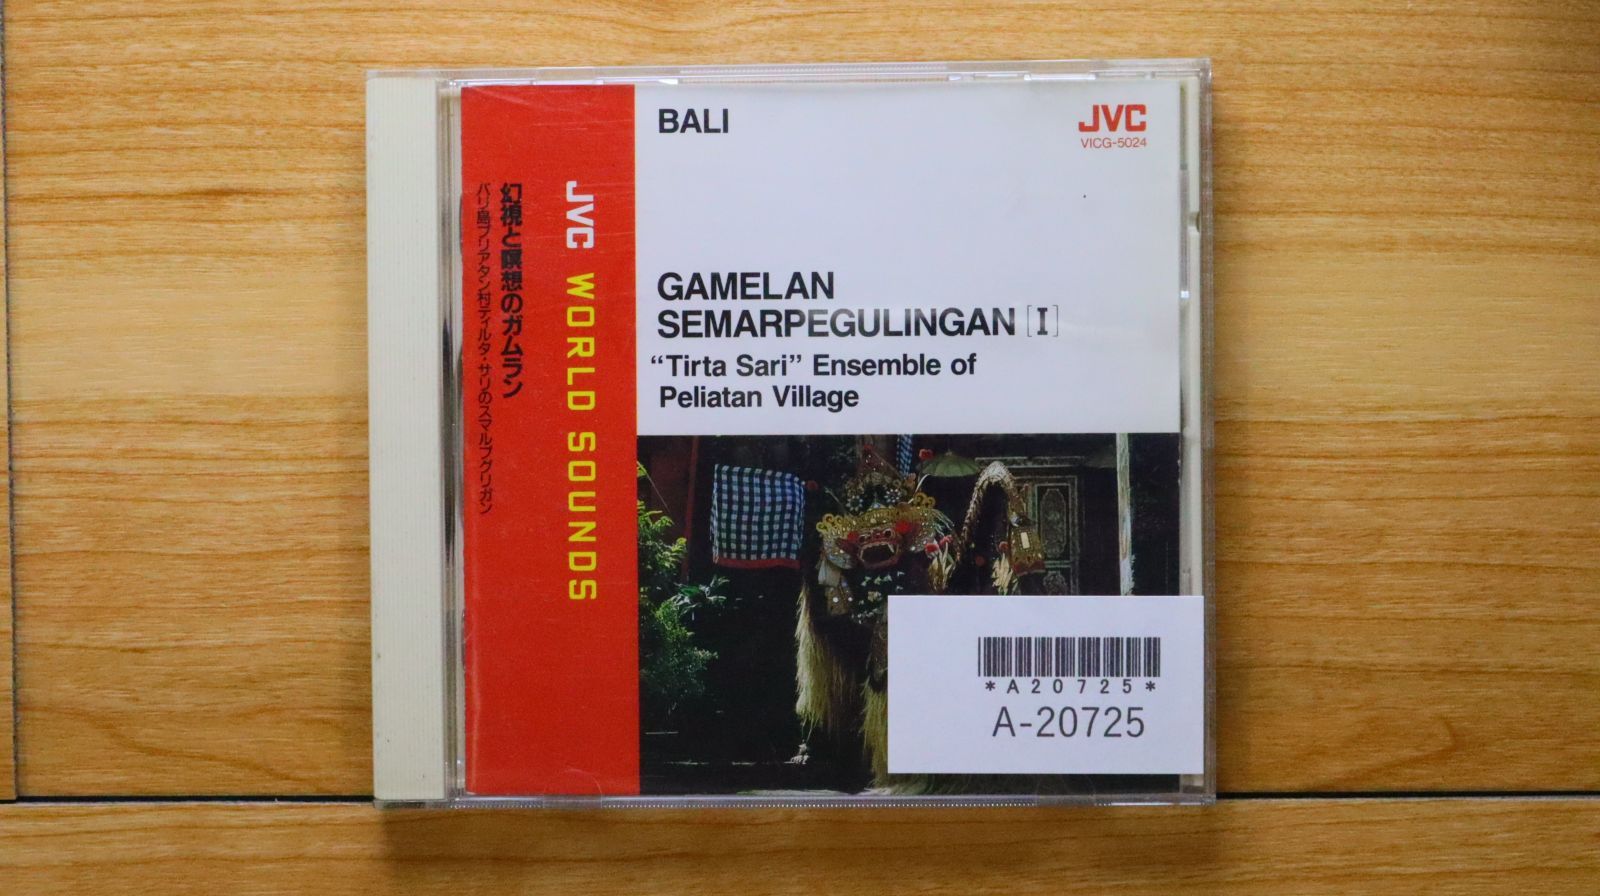 BALI
JVC
VICG-5024
GAMELAN
SEMARPEGULINGAN [I]
“Tirta Sari” Ensemble of
Peliatan Village
JVC WORLD SOUNDS
幻視と瞑想のガムラン
バリ島プリアタン村ティルタ・サリのスマルプグリガン
*A20725*
A-20725